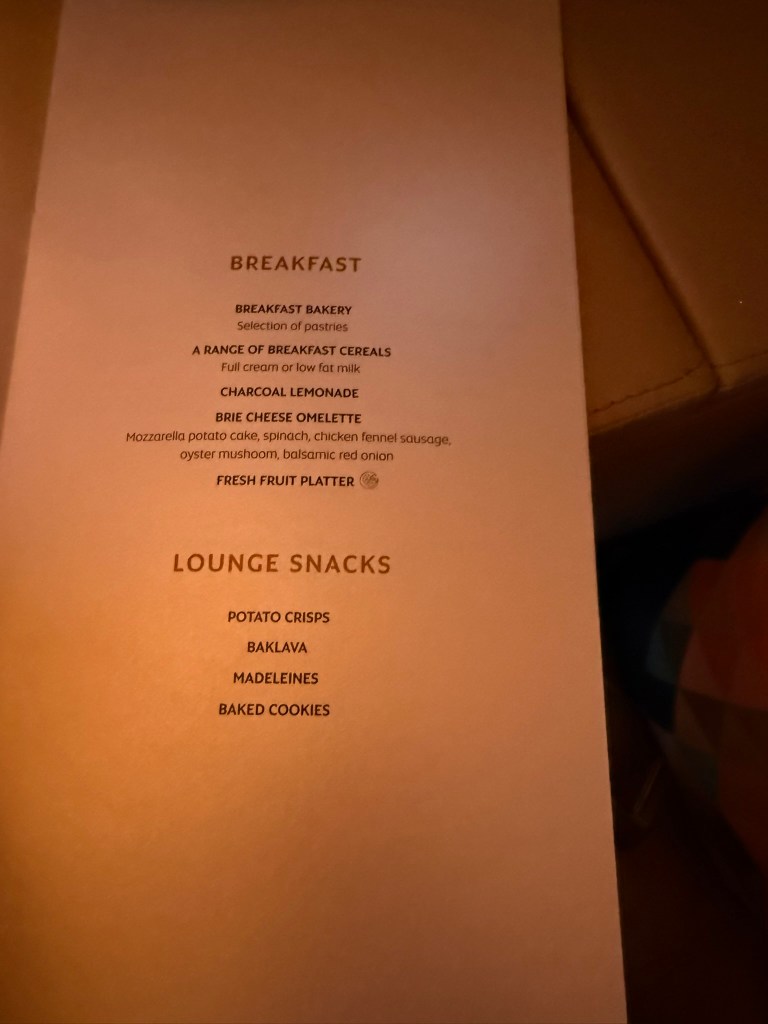 BREAKFAST
BREAKFAST BAKERY
Selection of pastries
A RANGE OF BREAKFAST CEREALS
Full cream or low fat milk
CHARCOAL LEMONADE
BRIE CHEESE OMELETTE
Mozzarella potato cake, spinach, chicken fennel sausage,
oyster mushoom, balsamic red onion
FRESH FRUIT PLATTER
LOUNGE SNACKS
POTATO CRISPS
BAKLAVA
MADELEINES
BAKED COOKIES